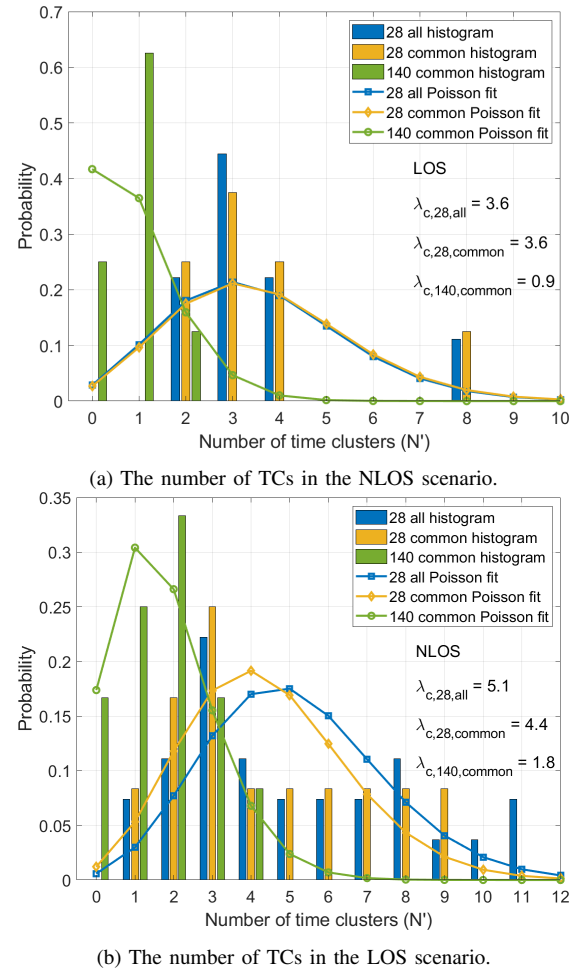 0.7
0.6
0.5
0.4
0.3
0.2
0.1
0
Probability
28 all histogram
28 common histogram
140 common histogram
28 all Poisson fit
28 common Poisson fit
140 common Poisson fit
LOS
λc,28,all = 3.6
λc,28,common = 3.6
λc,140,common = 0.9
0 1 2 3 4 5 6 7 8 9 10
Number of time clusters (N')
(a) The number of TCs in the NLOS scenario.
0.35
0.3
0.25
0.2
0.15
0.1
0.05
0
Probability
28 all histogram
28 common histogram
140 common histogram
28 all Poisson fit
28 common Poisson fit
140 common Poisson fit
NLOS
λc,28,all = 5.1
λc,28,common = 4.4
λc,140,common = 1.8
0 1 2 3 4 5 6 7 8 9 10 11 12
Number of time clusters (N')
(b) The number of TCs in the LOS scenario.